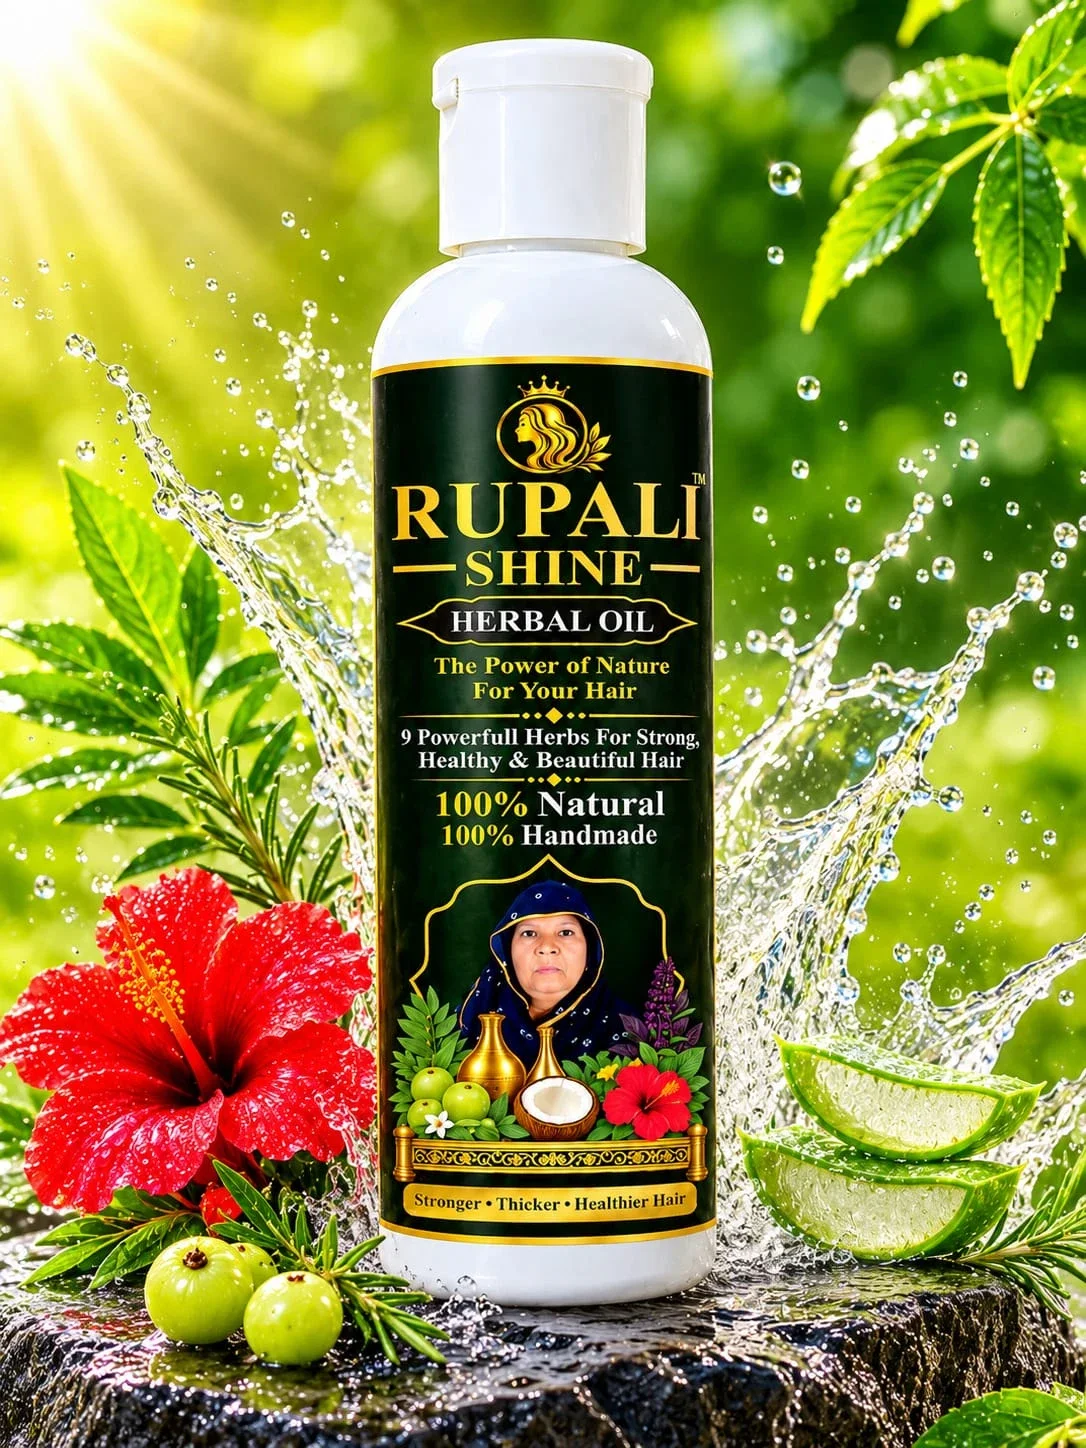 RUPALI™
SHINE
HERBAL OIL
The Power of Nature
For Your Hair
9 Powerfull Herbs For Strong,
Healthy & Beautiful Hair
100% Natural
100% Handmade
Stronger • Thicker • Healthier Hair